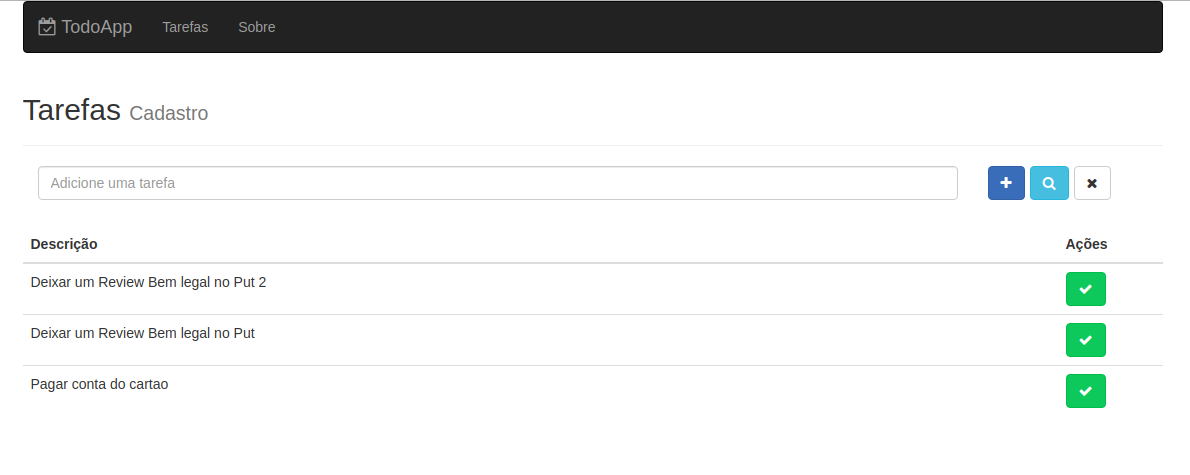 TodoApp Tarefas Sobre
Tarefas Cadastro
Adicione uma tarefa
Descrição Ações
Deixar um Review Bem legal no Put 2
Deixar um Review Bem legal no Put
Pagar conta do cartao